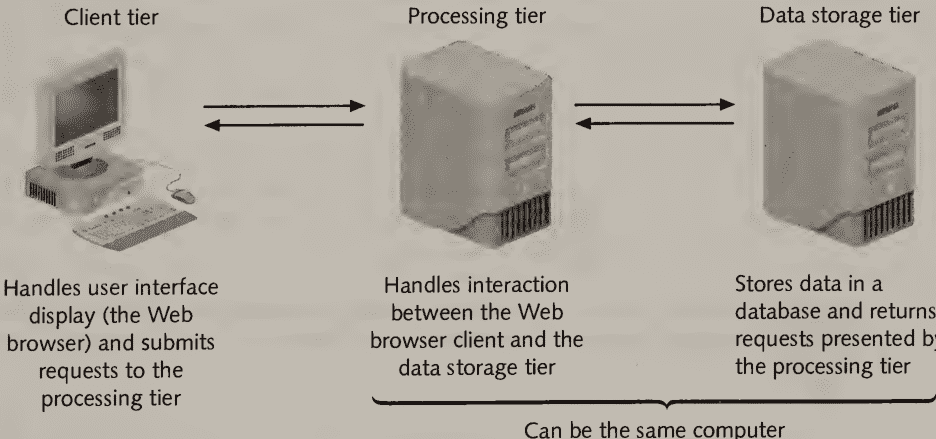 Client tier
Processing tier
Data storage tier
Handles user interface
display (the Web
browser) and submits
requests to the
processing tier
Handles interaction
between the Web
browser client and the
data storage tier
Stores data in a
database and returns
requests presented by
the processing tier
Can be the same computer